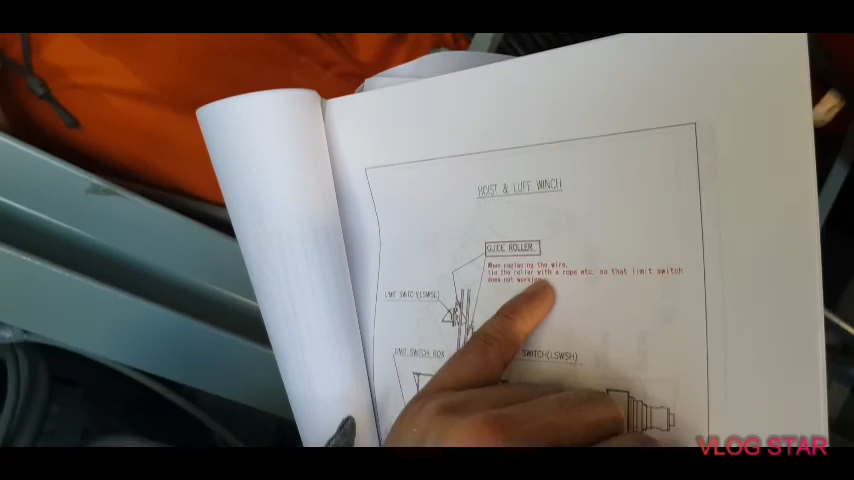 HOIST & LUFF WINCH
GUIDE ROLLER
When replacing the wire,
tie the roller with a rope etc. so that limit switch
does not working
LIMIT SWITCH(LSWSL)
LIMIT SWITCH BOX
SWITCH(LSWSH)
VLOG STAR